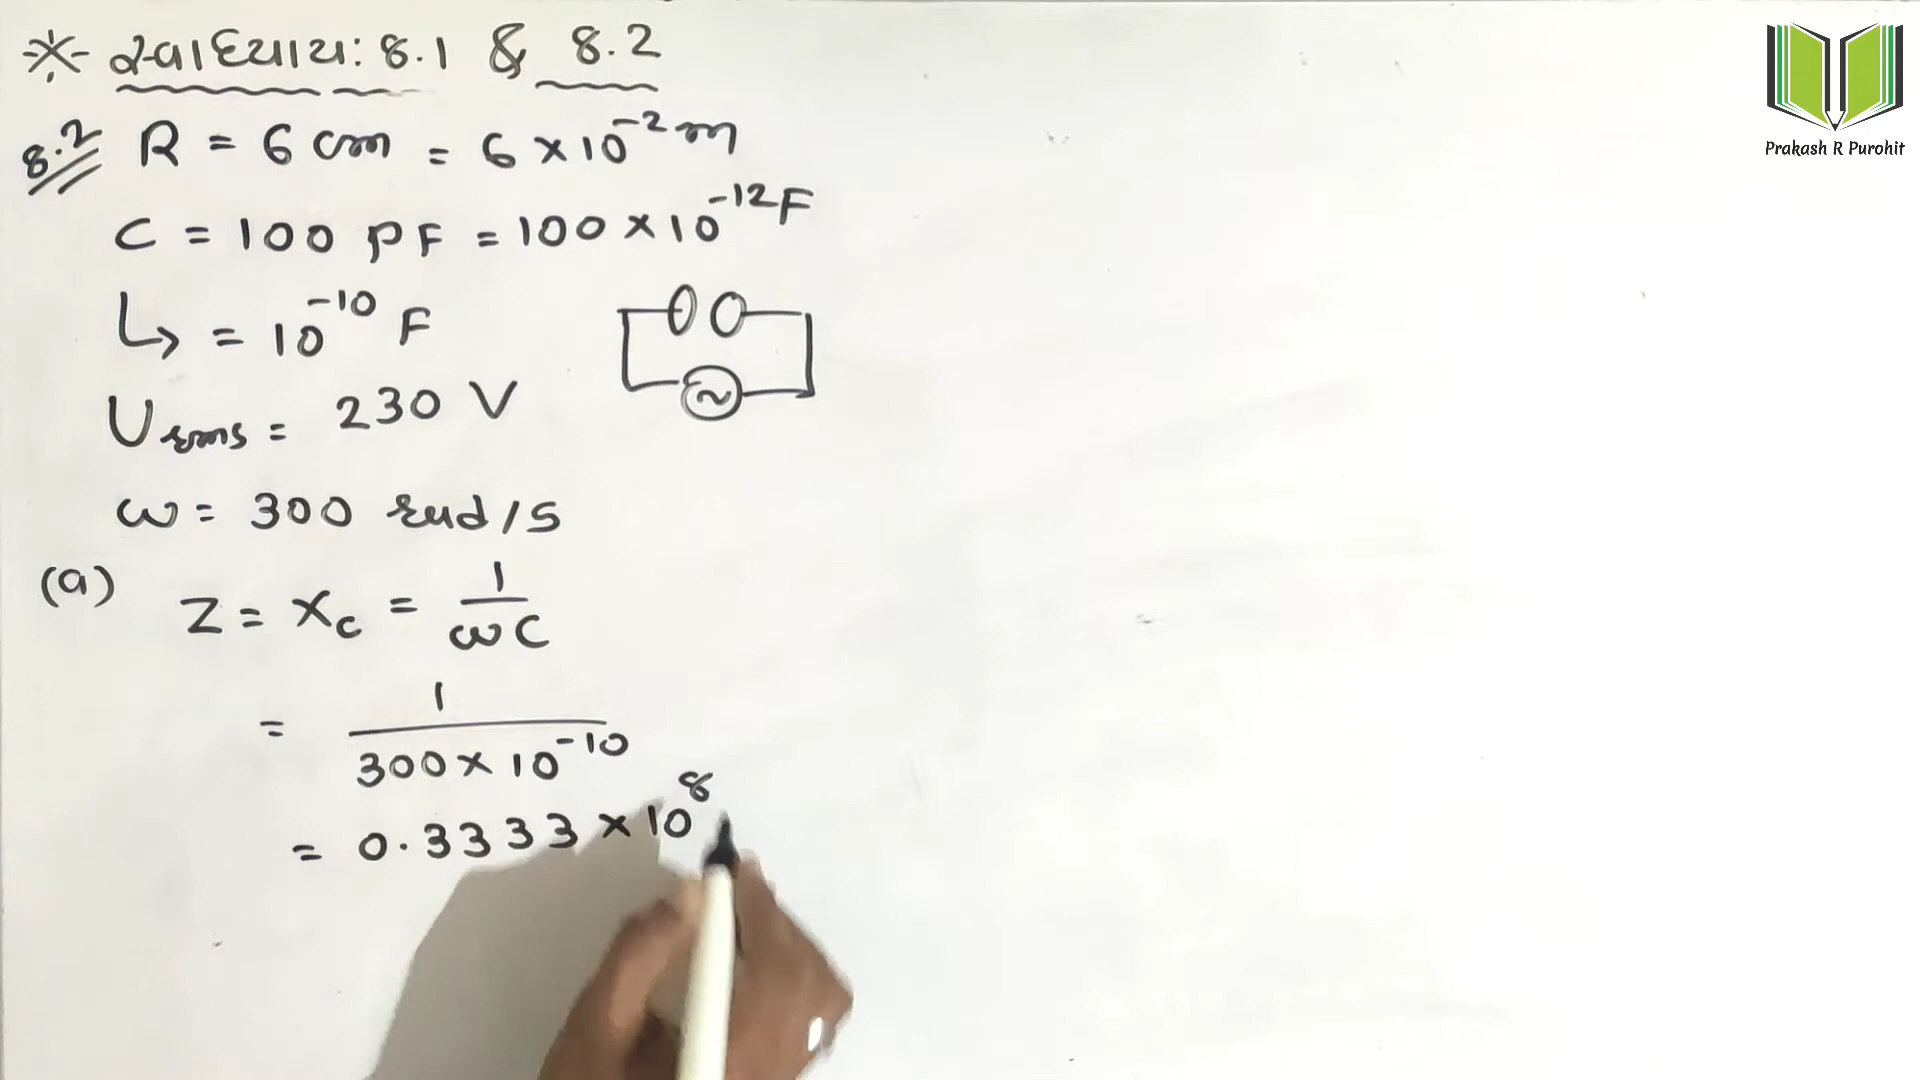 સ્વાધ્યાય: 8.1 & 8.2
8.2 R = 6 cm = 6 × 10⁻² m
C = 100 PF = 100 × 10⁻¹² F
↳ = 10⁻¹⁰ F
Vrms = 230 V
~
ω = 300 rad/s
(a) Z = Xc = 1/ωC
= 1/300 × 10⁻¹⁰
= 0.3333 × 10⁸
Prakash R Purohit